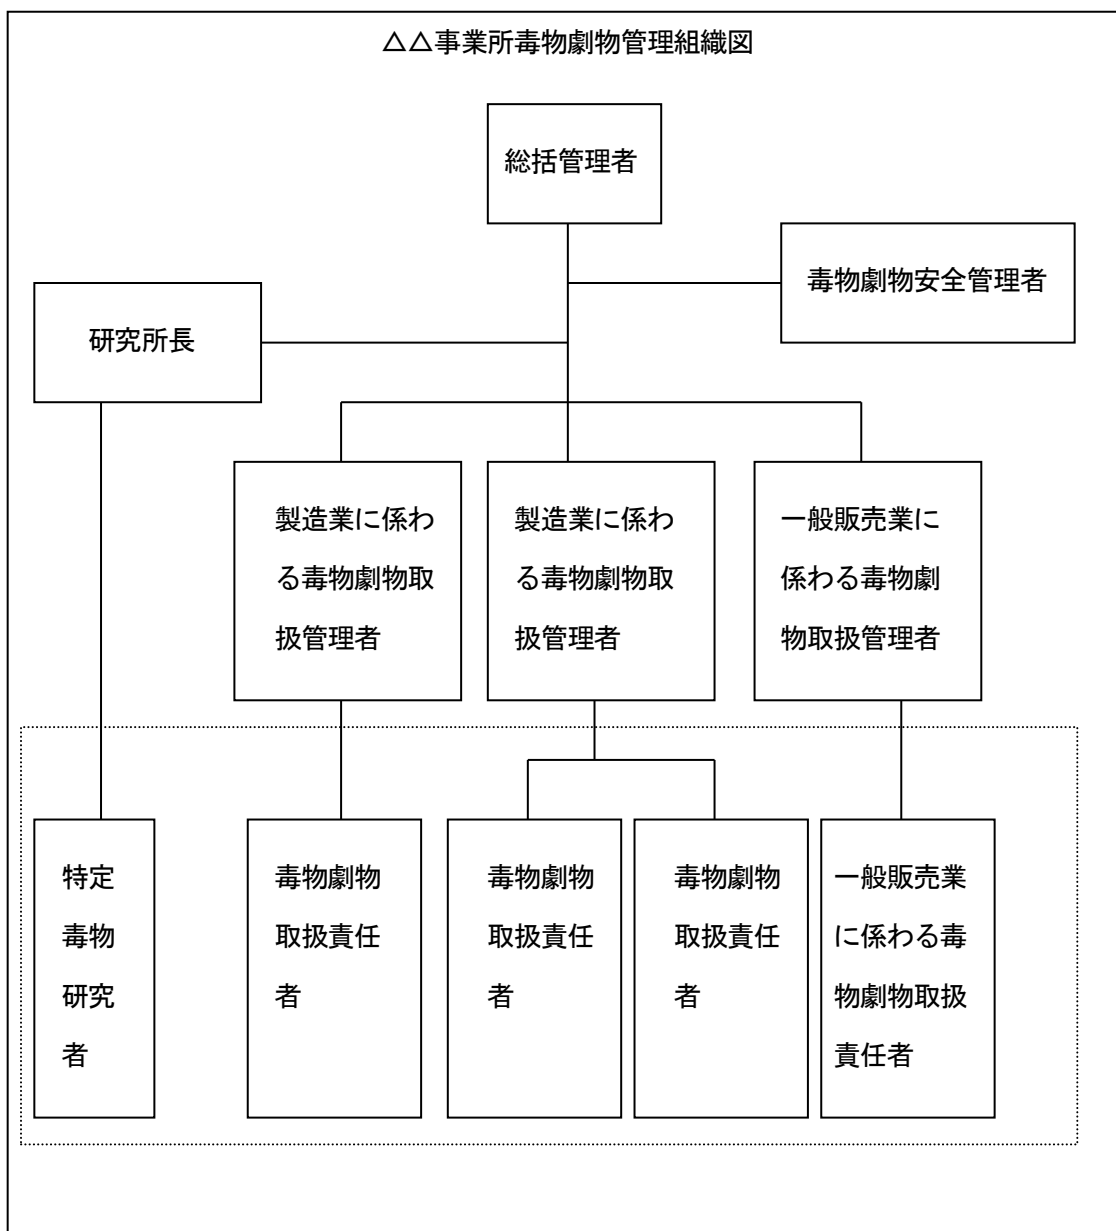 △△事業所毒物劇物管理組織図
総括管理者
毒物劇物安全管理者
研究所長
製造業に係わ
る毒物劇物取
扱管理者
製造業に係わ
る毒物劇物取
扱管理者
一般販売業に
係わる毒物劇
物取扱管理者
特定
毒物
研究
者
毒物劇物
取扱責任
者
毒物劇物
取扱責任
者
毒物劇物
取扱責任
者
一般販売業
に係わる毒
物劇物取扱
責任者